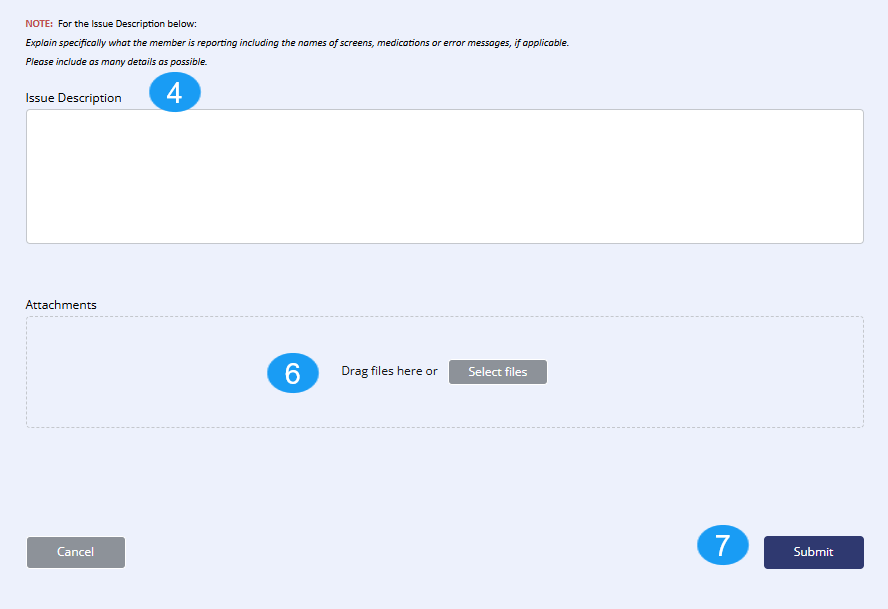 NOTE: For the Issue Description below:
Explain specifically what the member is reporting including the names of screens, medications or error messages, if applicable.
Please include as many details as possible.
Issue Description 4
Attachments
6 Drag files here or Select files
Cancel 7 Submit